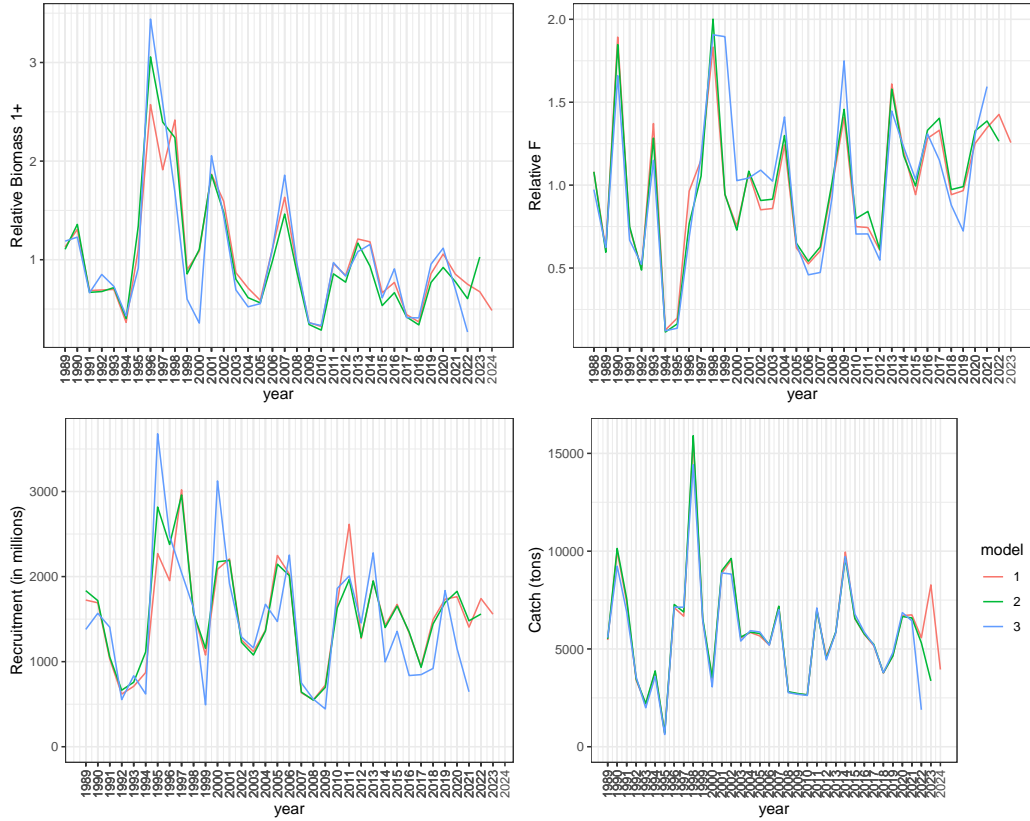 Relative Biomass 1+
3
2
1
1989 1990 1991 1992 1993 1994 1995 1996 1997 1998 1999 2000 2001 2002 2003 2004 2005 2006 2007 2008 2009 2010 2011 2012 2013 2014 2015 2016 2017 2018 2019 2020 2021 2022 2023 2024
year
Relative F
2.0
1.5
1.0
0.5
1988 1989 1990 1991 1992 1993 1994 1995 1996 1997 1998 1999 2000 2001 2002 2003 2004 2005 2006 2007 2008 2009 2010 2011 2012 2013 2014 2015 2016 2017 2018 2019 2020 2021 2022 2023
year
Recruitment (in millions)
3000
2000
1000
0
1989 1990 1991 1992 1993 1994 1995 1996 1997 1998 1999 2000 2001 2002 2003 2004 2005 2006 2007 2008 2009 2010 2011 2012 2013 2014 2015 2016 2017 2018 2019 2020 2021 2022 2023 2024
year
Catch (tons)
15000
10000
5000
0
1989 1990 1991 1992 1993 1994 1995 1996 1997 1998 1999 2000 2001 2002 2003 2004 2005 2006 2007 2008 2009 2010 2011 2012 2013 2014 2015 2016 2017 2018 2019 2020 2021 2022 2023 2024
year
model
1
2
3